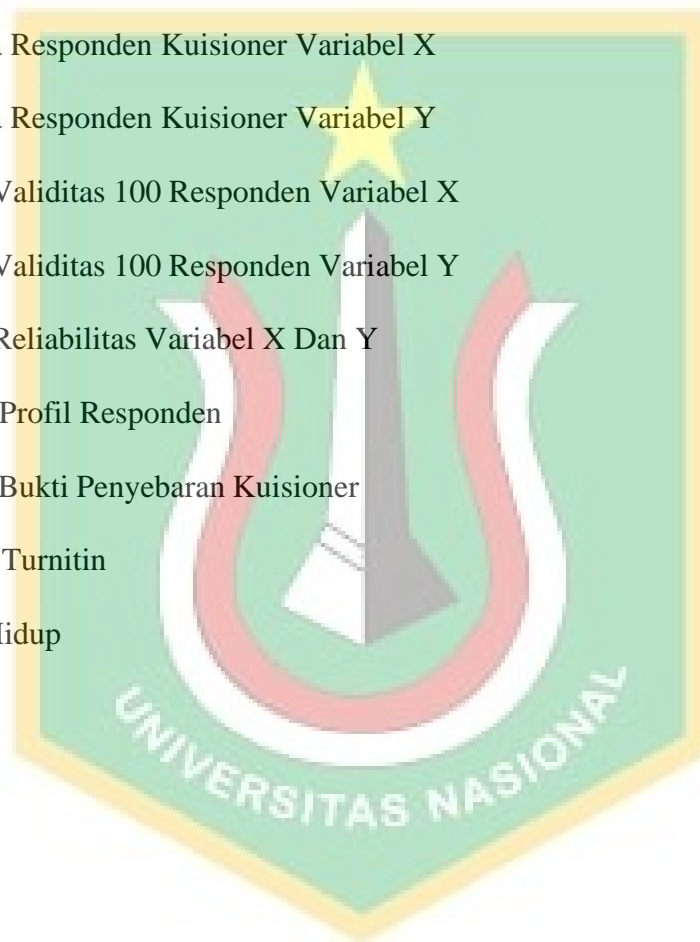 Responden Kuisioner Variabel X
Responden Kuisioner Variabel Y
Validitas 100 Responden Variabel X
Validitas 100 Responden Variabel Y
Reliabilitas Variabel X Dan Y
Profil Responden
Bukti Penyebaran Kuisioner
Turnitin
Hidup
UNIVERSITAS NASIONAL